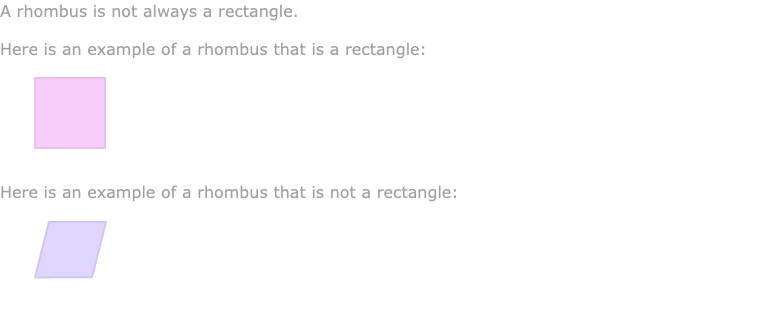 A rhombus is not always a rectangle.
Here is an example of a rhombus that is a rectangle:
Here is an example of a rhombus that is not a rectangle: